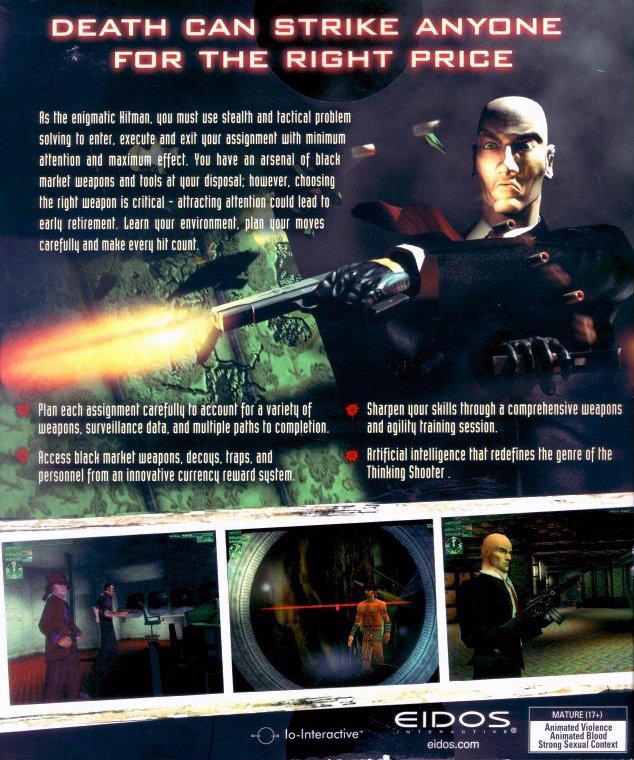 DEATH CAN STRIKE ANYONE
FOR THE RIGHT PRICE
As the enigmatic Hitman, you must use stealth and tactical problem
solving to enter, execute and exit your assignment with minimum
attention and maximum effect. You have an arsenal of black
market weapons and tools at your disposal; however, choosing
the right weapon is critical - attracting attention could lead to
early retirement. Learn your environment, plan your moves
carefully and make every hit count.
Plan each assignment carefully to account for a variety of
weapons, surveillance data, and multiple paths to completion.
Access black market weapons, decoys, traps, and
personnel from an innovative currency reward system.
Sharpen your skills through a comprehensive weapons
and agility training session.
Artificial intelligence that redefines the genre of the
Thinking Shooter .
Io-Interactive™
EIDOS
INTERACTIVE®
eidos.com
MATURE (17+)
Animated Violence
Animated Blood
Strong Sexual Context